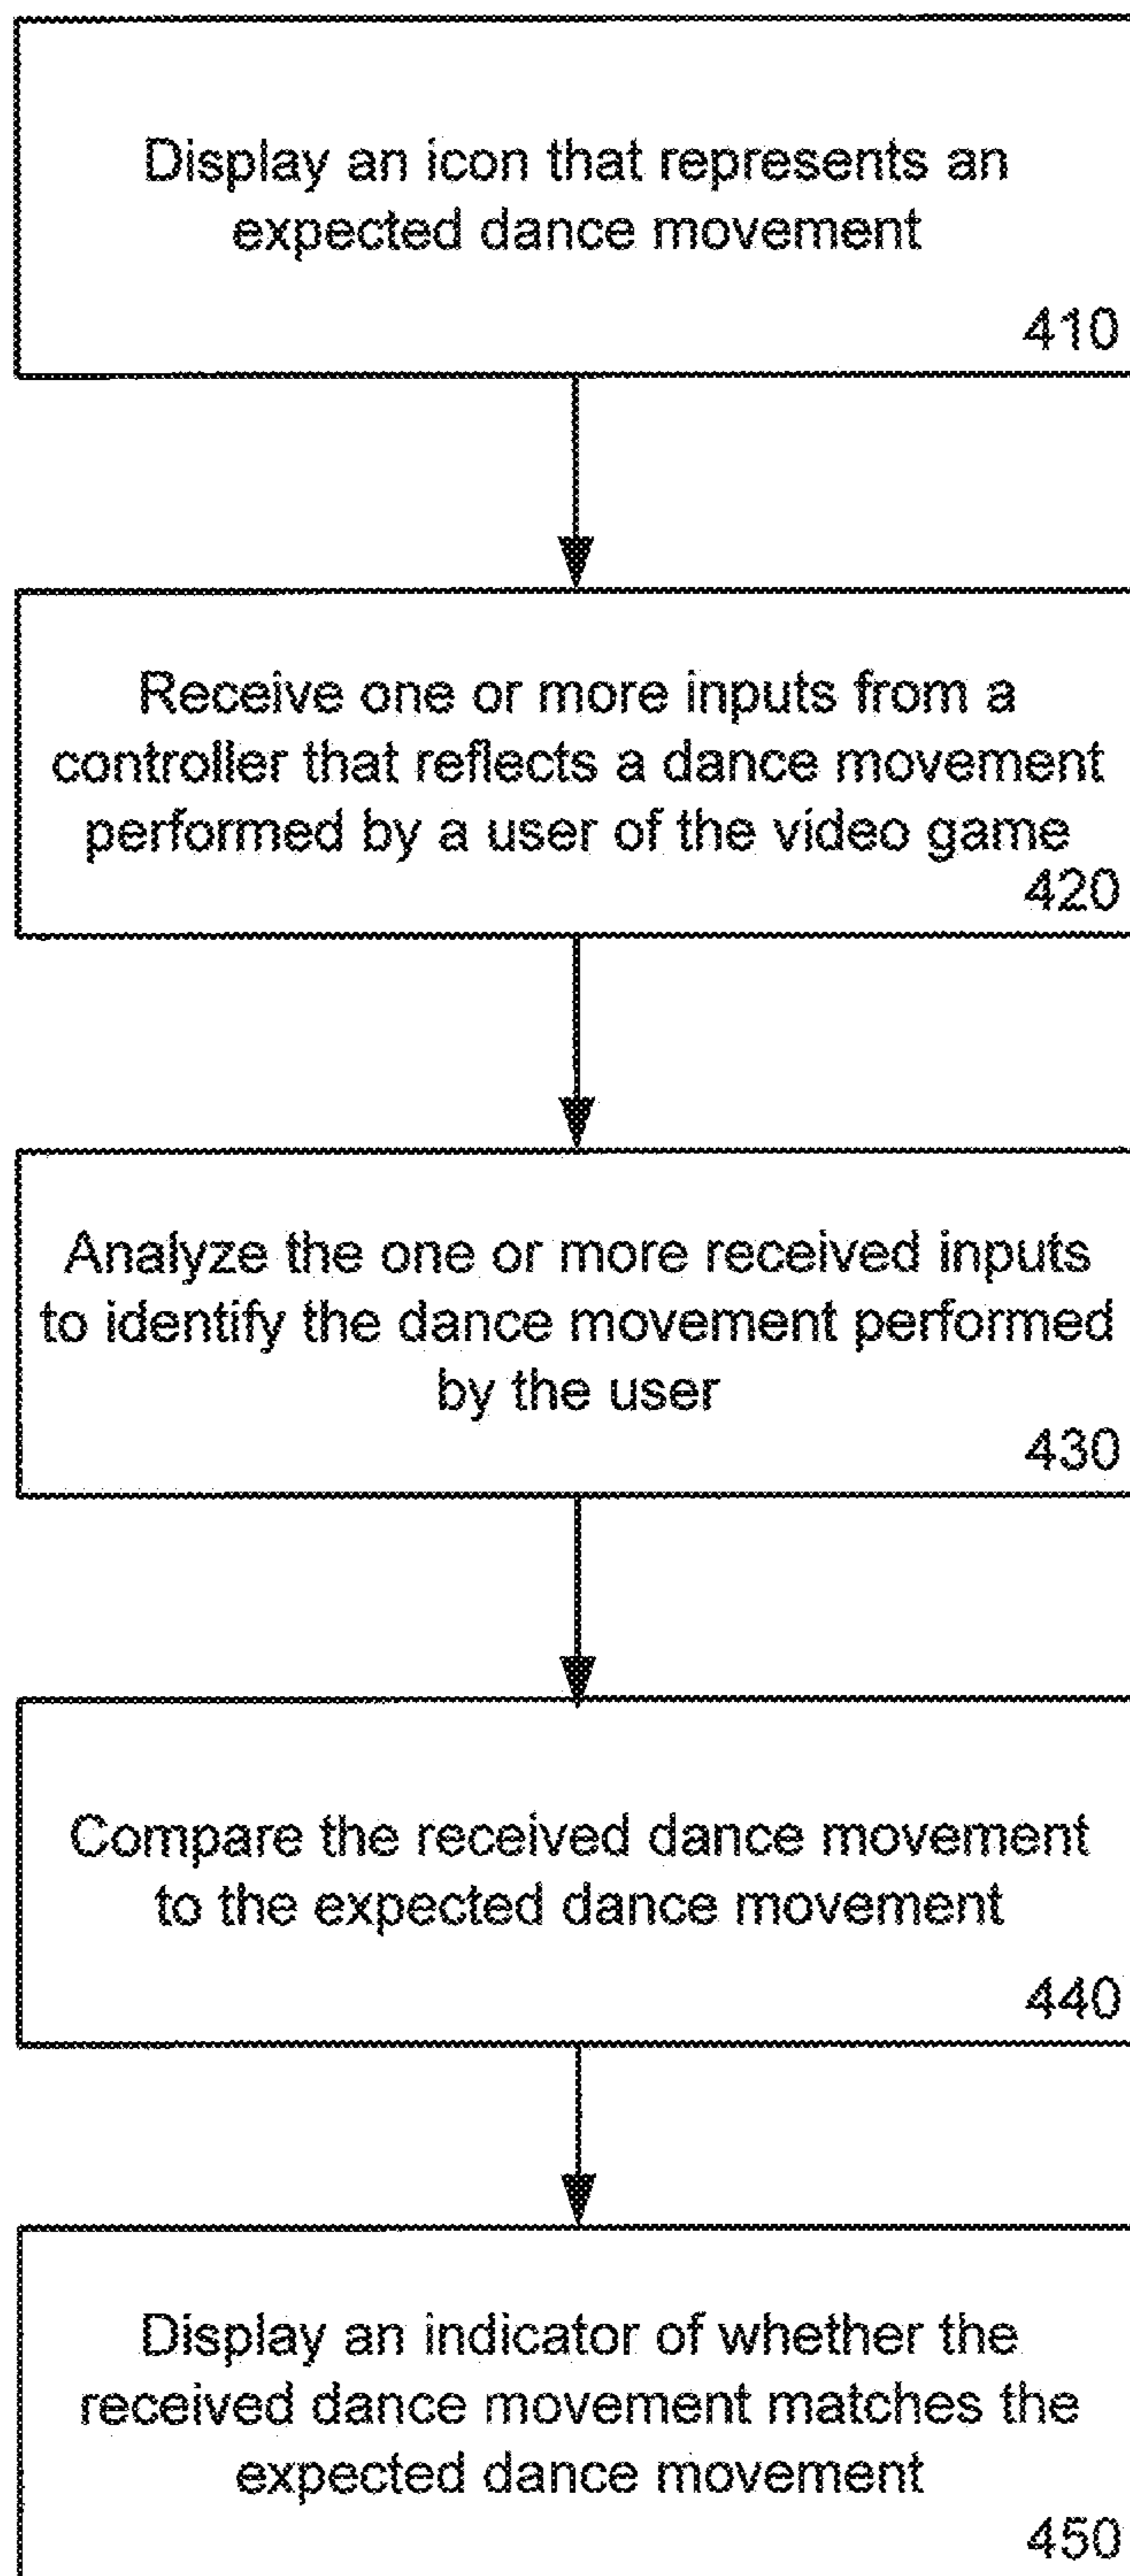 Display an icon that represents an
expected dance movement
410
Receive one or more inputs from a
controller that reflects a dance movement
performed by a user of the video game
420
Analyze the one or more received inputs
to identify the dance movement performed
by the user
430
Compare the received dance movement
to the expected dance movement
440
Display an indicator of whether the
received dance movement matches the
expected dance movement
450